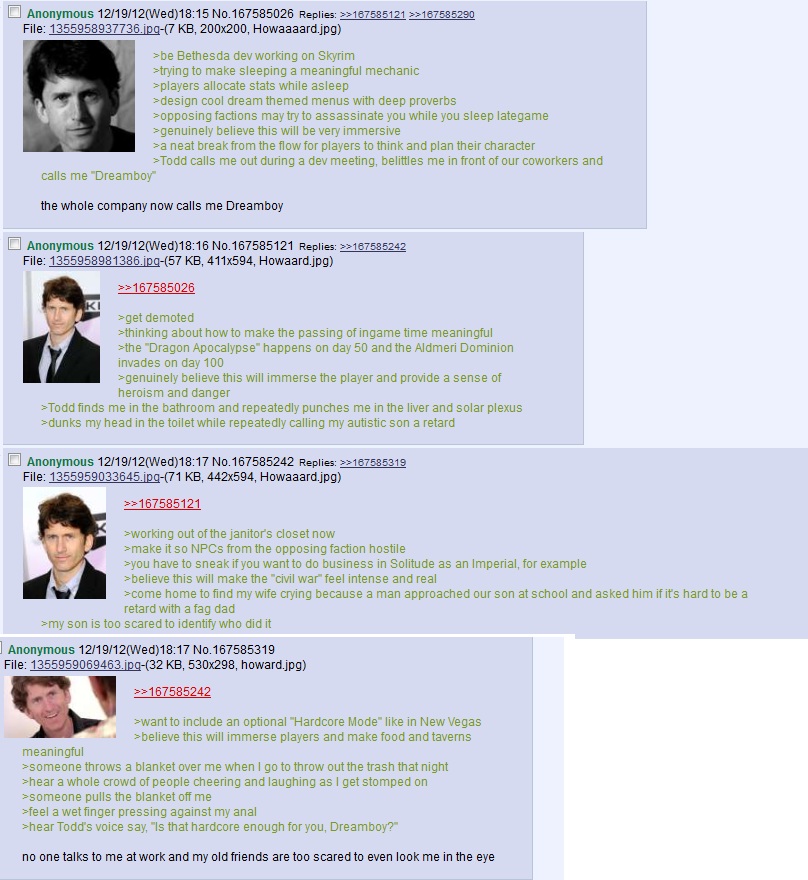 Anonymous 12/19/12(Wed)18:15 No.167585026 Replies: >>167585121 >>167585290
File: 1355958937736.jpg-(7 KB, 200x200, Howaaaard.jpg)
>be Bethesda dev working on Skyrim
>trying to make sleeping a meaningful mechanic
>players allocate stats while asleep
>design cool dream themed menus with deep proverbs
>opposing factions may try to assassinate you while you sleep lategame
>genuinely believe this will be very immersive
>a neat break from the flow for players to think and plan their character
>Todd calls me out during a dev meeting, belittles me in front of our coworkers and
calls me "Dreamboy"
the whole company now calls me Dreamboy
Anonymous 12/19/12(Wed)18:16 No.167585121 Replies: >>167585242
File: 1355958981386.jpg-(57 KB, 411x594, Howaard.jpg)
>>167585026
>get demoted
>thinking about how to make the passing of ingame time meaningful
>the "Dragon Apocalypse" happens on day 50 and the Aldmeri Dominion
invades on day 100
>genuinely believe this will immerse the player and provide a sense of
heroism and danger
>Todd finds me in the bathroom and repeatedly punches me in the liver and solar plexus
>dunks my head in the toilet while repeatedly calling my autistic son a retard
Anonymous 12/19/12(Wed)18:17 No.167585242 Replies: >>167585319
File: 1355959033645.jpg-(71 KB, 442x594, Howaaard.jpg)
>>167585121
>working out of the janitor's closet now
>make it so NPCs from the opposing faction hostile
>you have to sneak if you want to do business in Solitude as an Imperial, for example
>believe this will make the "civil war" feel intense and real
>come home to find my wife crying because a man approached our son at school and asked him if it's hard to be a
retard with a fag dad
>my son is too scared to identify who did it
Anonymous 12/19/12(Wed)18:17 No.167585319
File: 1355959069463.jpg-(32 KB, 530x298, howard.jpg)
>>167585242
>want to include an optional "Hardcore Mode" like in New Vegas
>believe this will immerse players and make food and taverns
meaningful
>someone throws a blanket over me when I go to throw out the trash that night
>hear a whole crowd of people cheering and laughing as I get stomped on
>someone pulls the blanket off me
>feel a wet finger pressing against my anal
>hear Todd's voice say, "Is that hardcore enough for you, Dreamboy?"
no one talks to me at work and my old friends are too scared to even look me in the eye